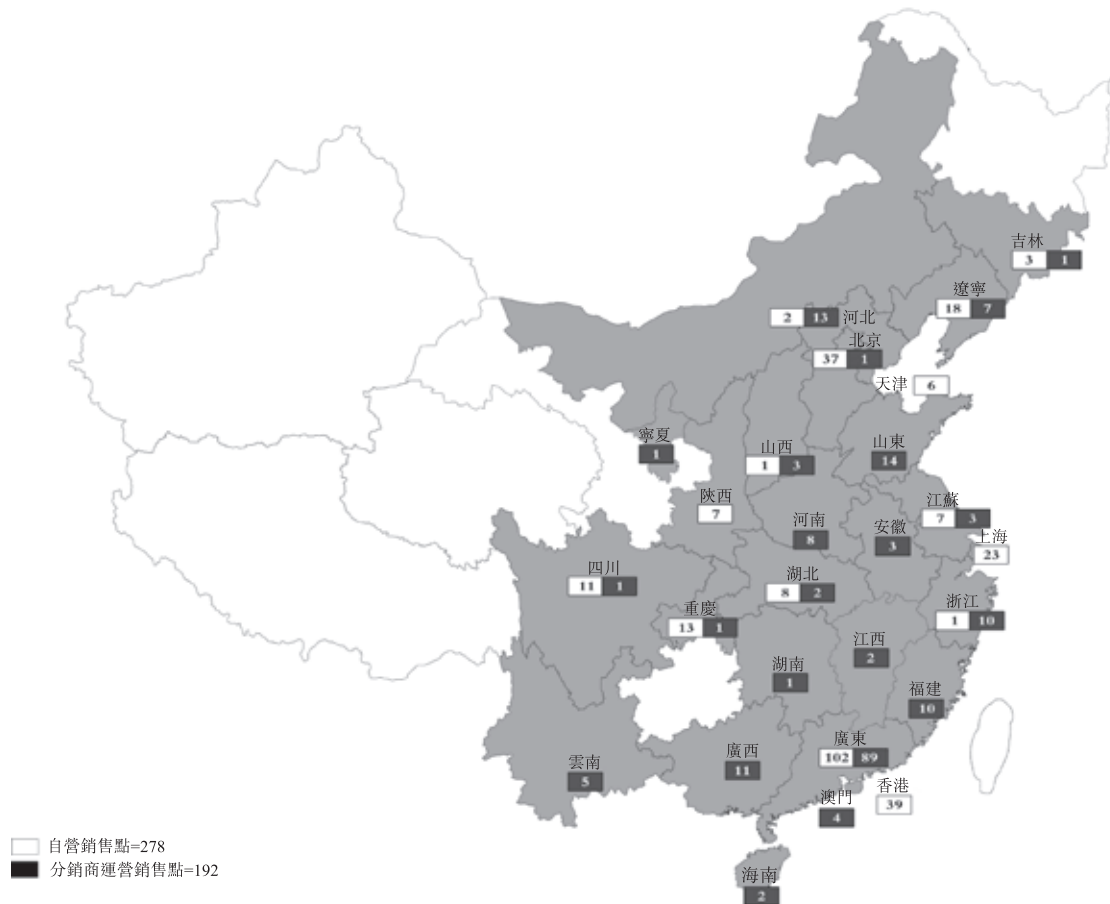 吉林
3 1
遼寧
18 7
2 13 河北
北京
37 1
天津 6
寧夏
1
山西
1 3
山東
14
陝西
7
河南
8
安徽
3
江蘇
7 3
上海
23
四川
11 1
湖北
8 2
重慶
13 1
浙江
1 10
江西
2
湖南
1
福建
10
廣東
102 89
廣西
11
雲南
5
香港
39
澳門
4
海南
2
自營銷售點=278
分銷商運營銷售點=192